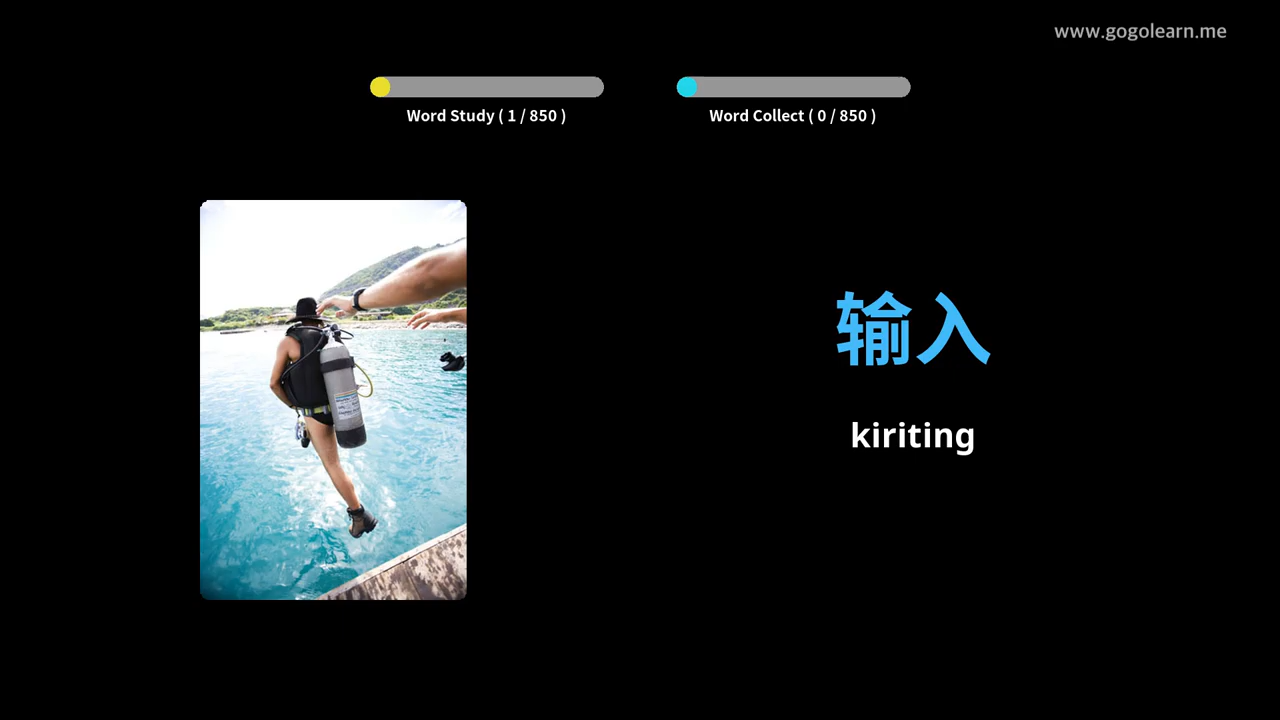 www.gogolearn.me
Word Study ( 1 / 850 )
Word Collect ( 0 / 850 )
输入
kiriting